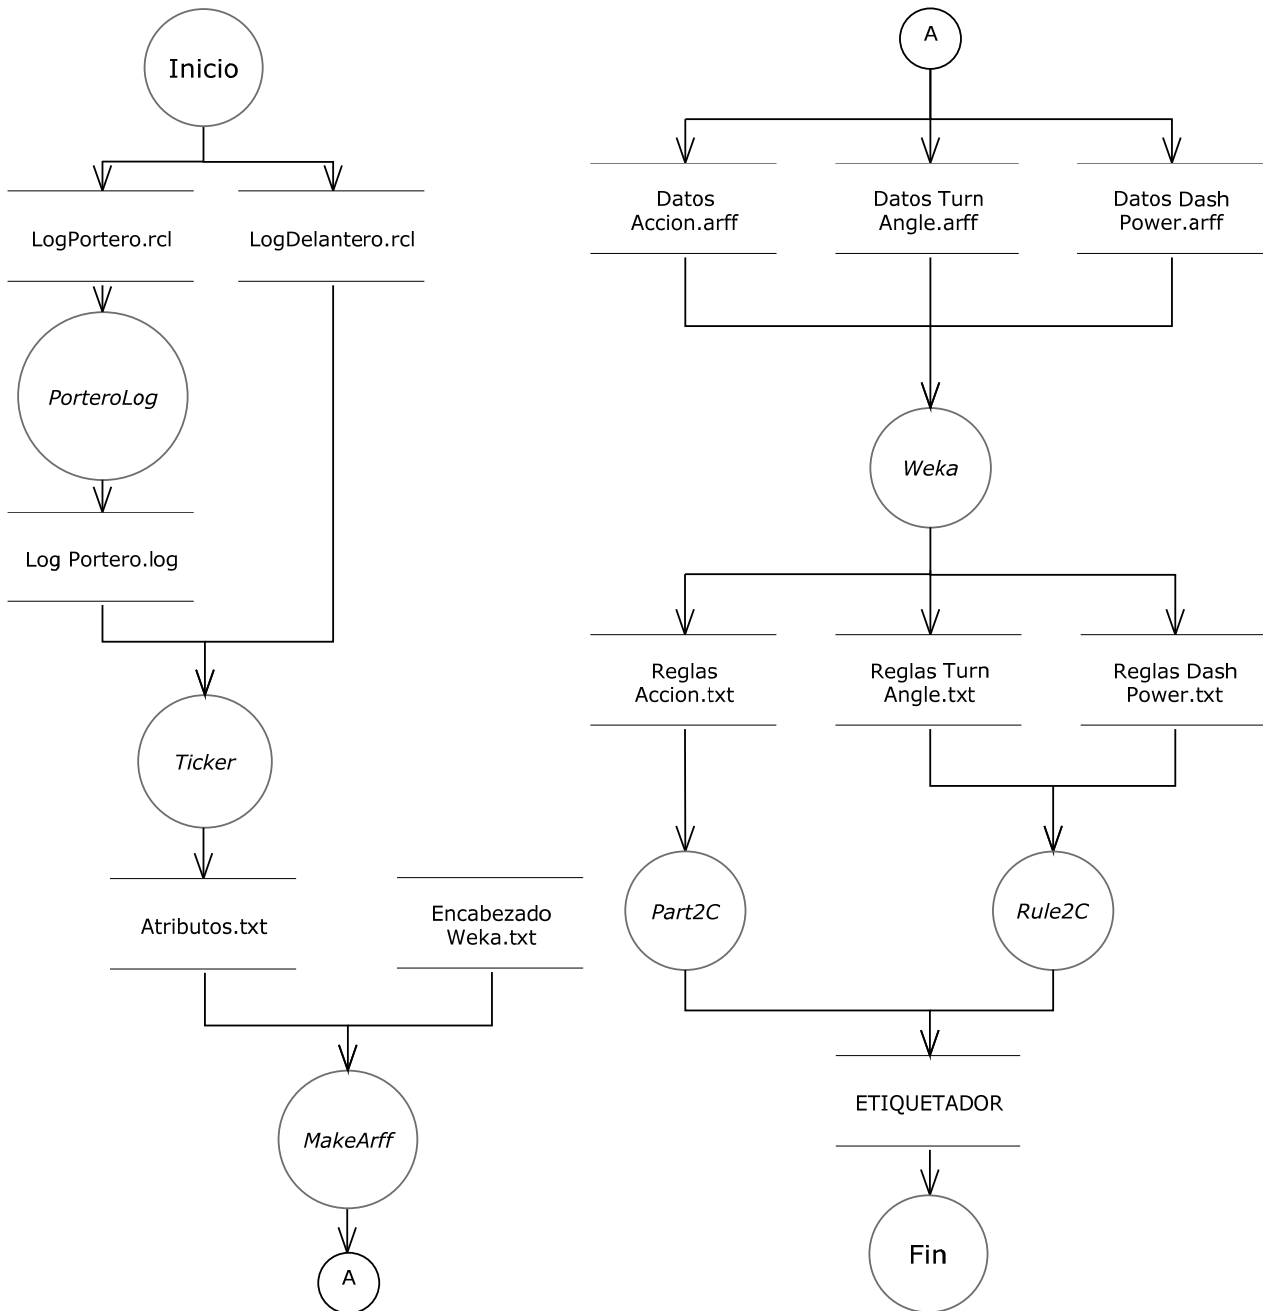 Inicio
LogPortero.rcl
LogDelantero.rcl
PorteroLog
Log Portero.log
Ticker
Atributos.txt
Encabezado
Weka.txt
MakeArff
A
A
Datos
Accion.arff
Datos Turn
Angle.arff
Datos Dash
Power.arff
Weka
Reglas
Accion.txt
Reglas Turn
Angle.txt
Reglas Dash
Power.txt
Part2C
Rule2C
ETIQUETADOR
Fin